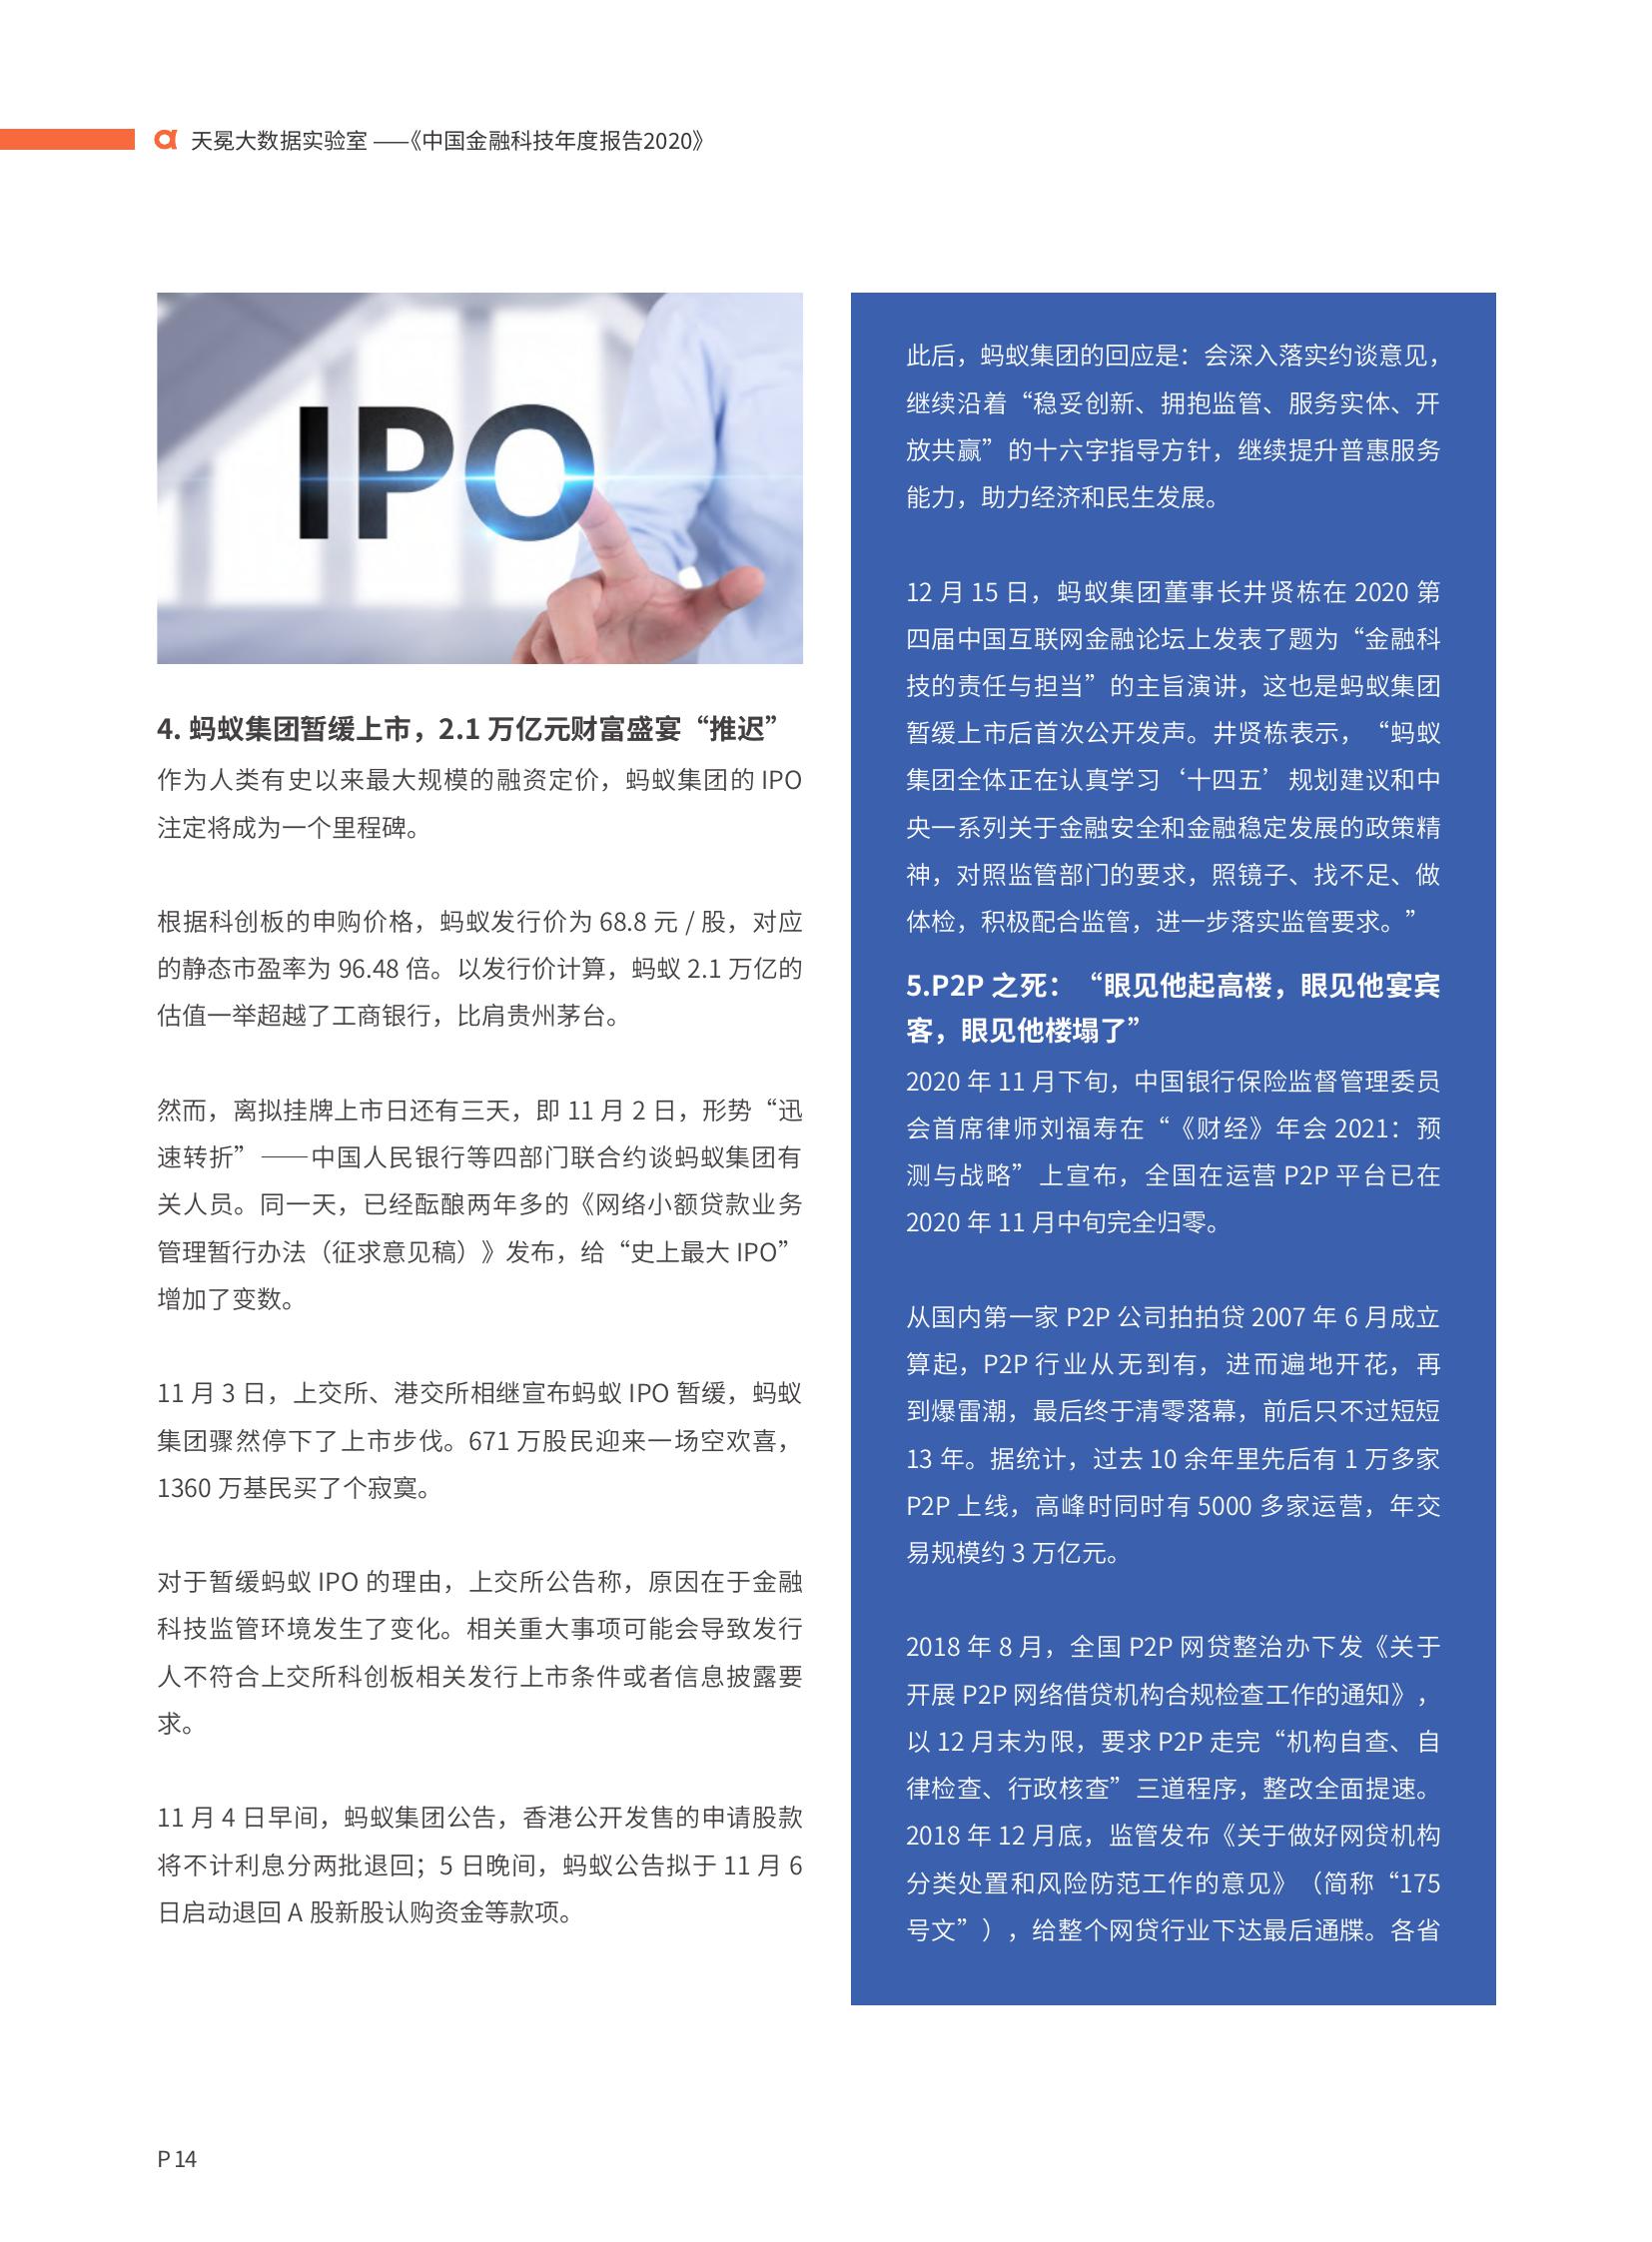 天冕大数据实验室 ——《中国金融科技年度报告2020》
IPO
4. 蚂蚁集团暂缓上市，2.1 万亿元财富盛宴“推迟”
作为人类有史以来最大规模的融资定价，蚂蚁集团的 IPO
注定将成为一个里程碑。
根据科创板的申购价格，蚂蚁发行价为 68.8 元 / 股，对应
的静态市盈率为 96.48 倍。以发行价计算，蚂蚁 2.1 万亿的
估值一举超越了工商银行，比肩贵州茅台。
然而，离拟挂牌上市日还有三天，即 11 月 2 日，形势“迅
速转折”——中国人民银行等四部门联合约谈蚂蚁集团有
关人员。同一天，已经酝酿两年多的《网络小额贷款业务
管理暂行办法（征求意见稿）》发布，给“史上最大 IPO”
增加了变数。
11 月 3 日，上交所、港交所相继宣布蚂蚁 IPO 暂缓，蚂蚁
集团骤然停下了上市步伐。671 万股民迎来一场空欢喜，
1360 万基民买了个寂寞。
对于暂缓蚂蚁 IPO 的理由，上交所公告称，原因在于金融
科技监管环境发生了变化。相关重大事项可能会导致发行
人不符合上交所科创板相关发行上市条件或者信息披露要
求。
11 月 4 日早间，蚂蚁集团公告，香港公开发售的申请股款
将不计利息分两批退回；5 日晚间，蚂蚁公告拟于 11 月 6
日启动退回 A 股新股认购资金等款项。
此后，蚂蚁集团的回应是：会深入落实约谈意见，
继续沿着“稳妥创新、拥抱监管、服务实体、开
放共赢”的十六字指导方针，继续提升普惠服务
能力，助力经济和民生发展。
12 月 15 日，蚂蚁集团董事长井贤栋在 2020 第
四届中国互联网金融论坛上发表了题为“金融科
技的责任与担当”的主旨演讲，这也是蚂蚁集团
暂缓上市后首次公开发声。井贤栋表示，“蚂蚁
集团全体正在认真学习‘十四五’规划建议和中
央一系列关于金融安全和金融稳定发展的政策精
神，对照监管部门的要求，照镜子、找不足、做
体检，积极配合监管，进一步落实监管要求。”
5.P2P 之死：“眼见他起高楼，眼见他宴宾
客，眼见他楼塌了”
2020 年 11 月下旬，中国银行保险监督管理委员
会首席律师刘福寿在“《财经》年会 2021：预
测与战略”上宣布，全国在运营 P2P 平台已在
2020 年 11 月中旬完全归零。
从国内第一家 P2P 公司拍拍贷 2007 年 6 月成立
算起，P2P 行业从无到有，进而遍地开花，再
到爆雷潮，最后终于清零落幕，前后只不过短短
13 年。据统计，过去 10 余年里先后有 1 万多家
P2P 上线，高峰时同时有 5000 多家运营，年交
易规模约 3 万亿元。
2018 年 8 月，全国 P2P 网贷整治办下发《关于
开展 P2P 网络借贷机构合规检查工作的通知》，
以 12 月末为限，要求 P2P 走完“机构自查、自
律检查、行政核查”三道程序，整改全面提速。
2018 年 12 月底，监管发布《关于做好网贷机构
分类处置和风险防范工作的意见》（简称“175
号文”），给整个网贷行业下达最后通牒。各省
P 14